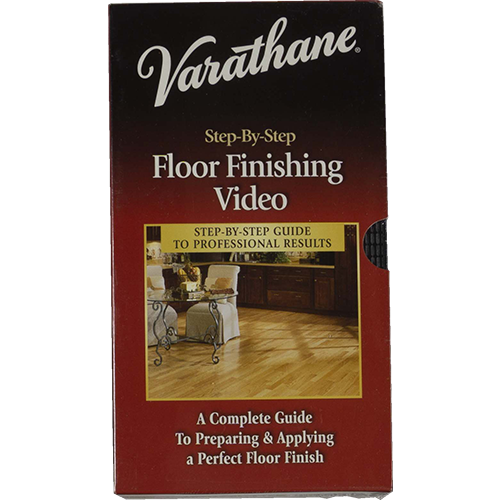 Varathane®
Step-By-Step
Floor Finishing
Video
STEP-BY-STEP GUIDE
TO PROFESSIONAL RESULTS
A Complete Guide
To Preparing & Applying
a Perfect Floor Finish